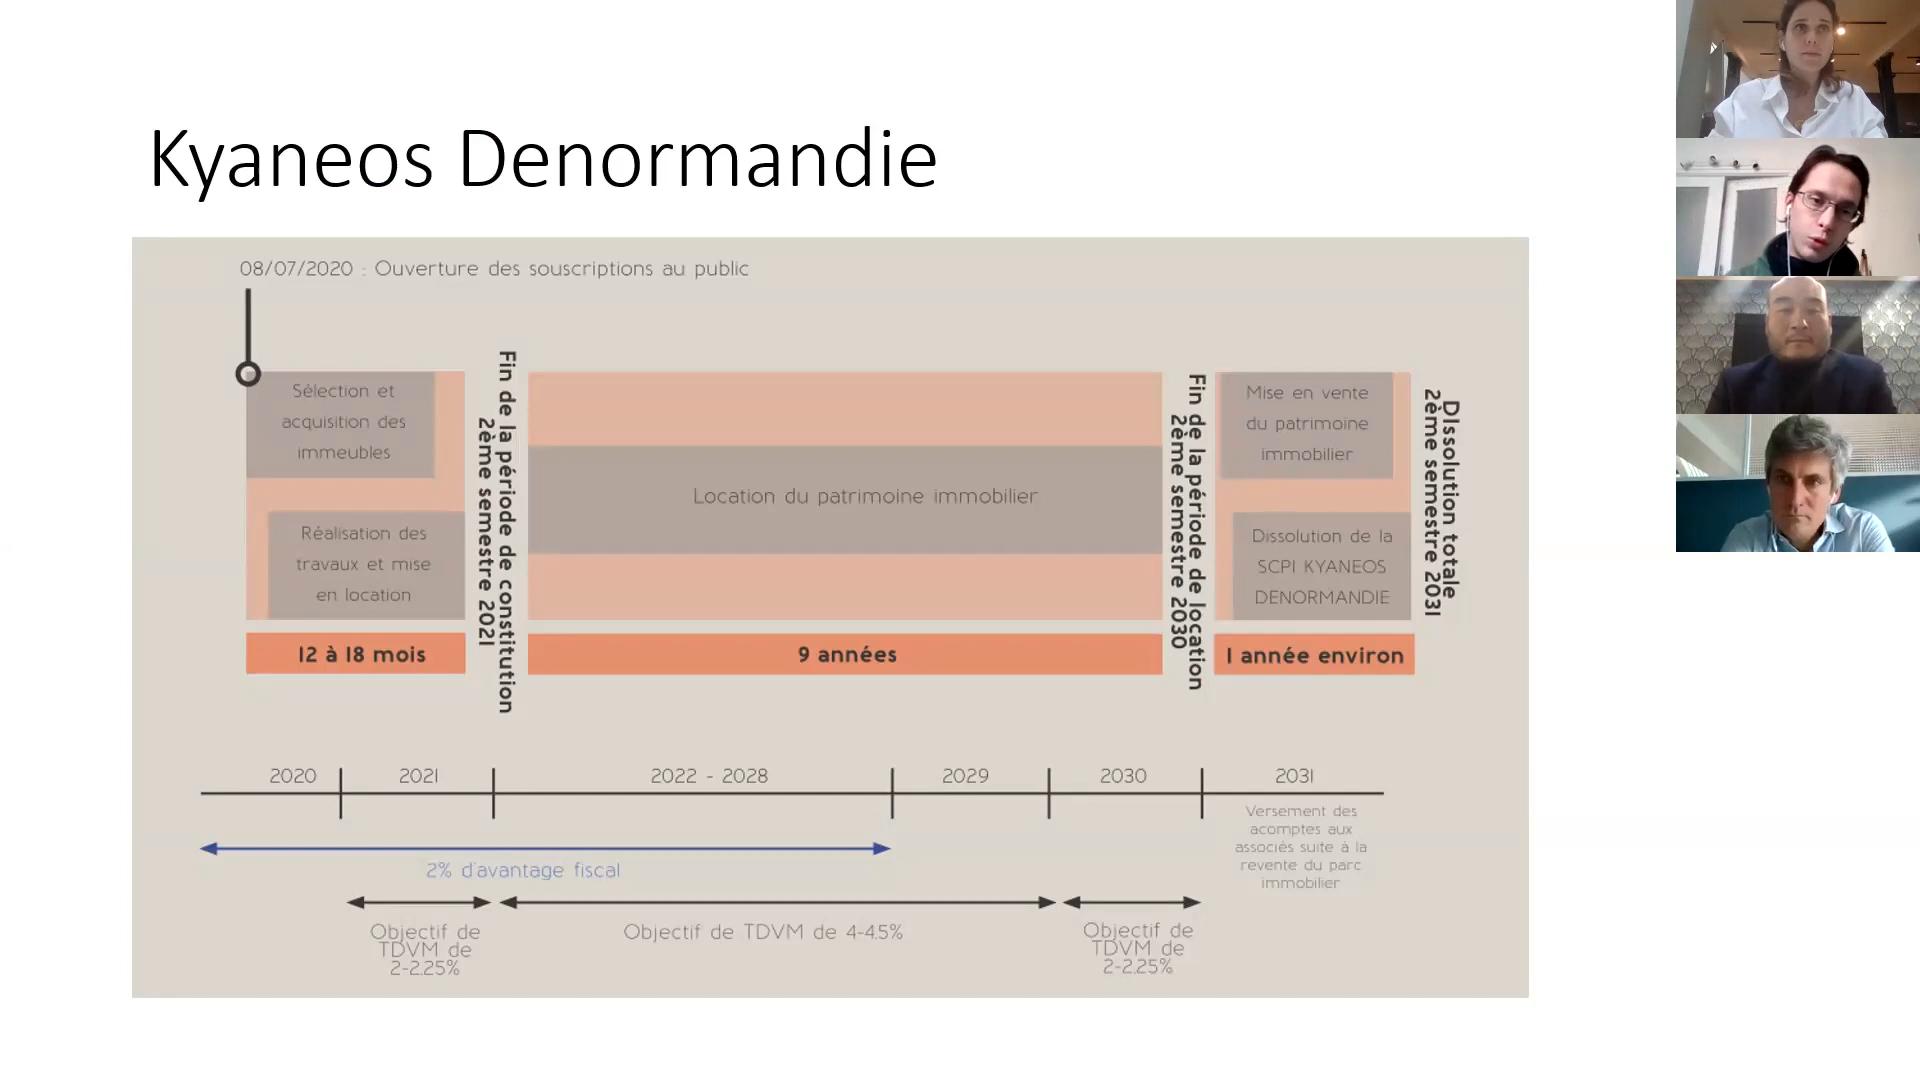 Kyaneos Denormandie
08/07/2020 : Ouverture des souscriptions au public
Sélection et
acquisition des
immeubles
Réalisation des
travaux et mise
en location
12 à 18 mois
Fin de la période de constitution
2ème semestre 2021
Location du patrimoine immobilier
9 années
Fin de la période de location
2ème semestre 2030
Mise en vente
du patrimoine
immobilier
Dissolution de la
SCPI KYANEOS
DENORMANDIE
1 année environ
DIssolution totale
2ème semestre 2031
2020
2021
2022 - 2028
2029
2030
2031
Versement des
acomptes aux
associés suite à la
revente du parc
immobilier
2% d'avantage fiscal
Objectif de
TDVM de
2-2.25%
Objectif de TDVM de 4-4.5%
Objectif de
TDVM de
2-2.25%